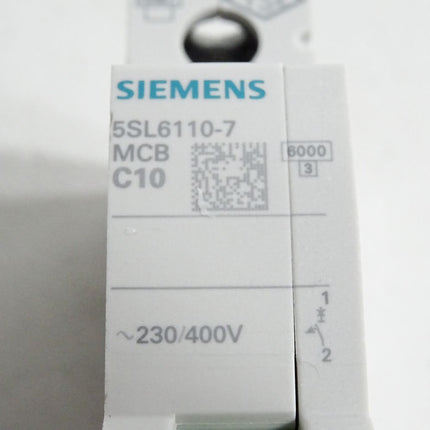 SIEMENS
5SL6110-7
MCB
C10
6000
3
~230/400V
1
2